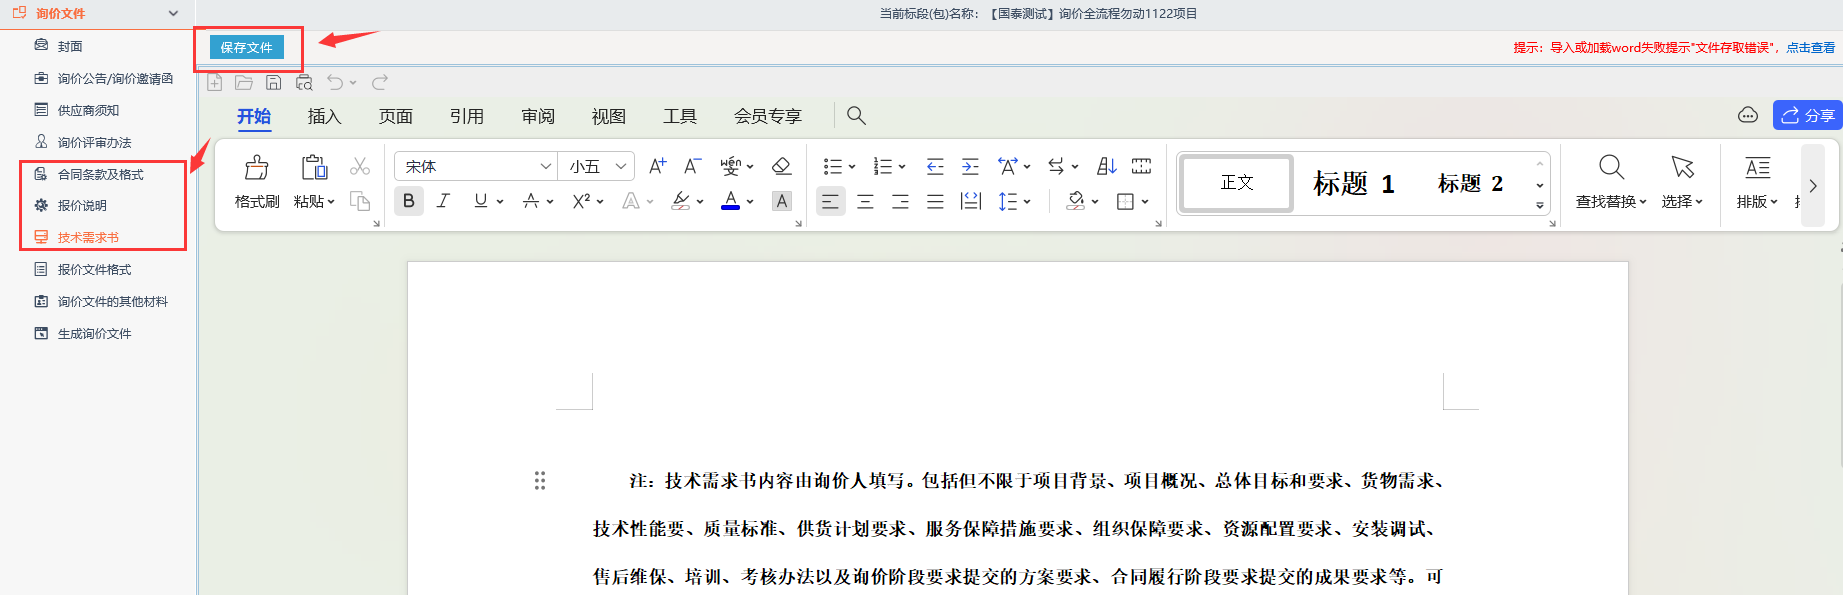 询价文件
当前标段(包)名称：【国泰测试】询价全流程勿动1122项目
封面
询价公告/询价邀请函
供应商须知
询价评审办法
合同条款及格式
报价说明
技术需求书
报价文件格式
询价文件的其他材料
生成询价文件
保存文件
提示：导入或加载word失败提示"文件存取错误"，点击查看
开始 插入 页面 引用 审阅 视图 工具 会员专享
分享
格式刷 粘贴
宋体 小五
正文 标题 1 标题 2
查找替换 选择 排版
注：技术需求书内容由询价人填写。包括但不限于项目背景、项目概况、总体目标和要求、货物需求、
技术性能要、质量标准、供货计划要求、服务保障措施要求、组织保障要求、资源配置要求、安装调试、
售后维保、培训、考核办法以及询价阶段要求提交的方案要求、合同履行阶段要求提交的成果要求等。可